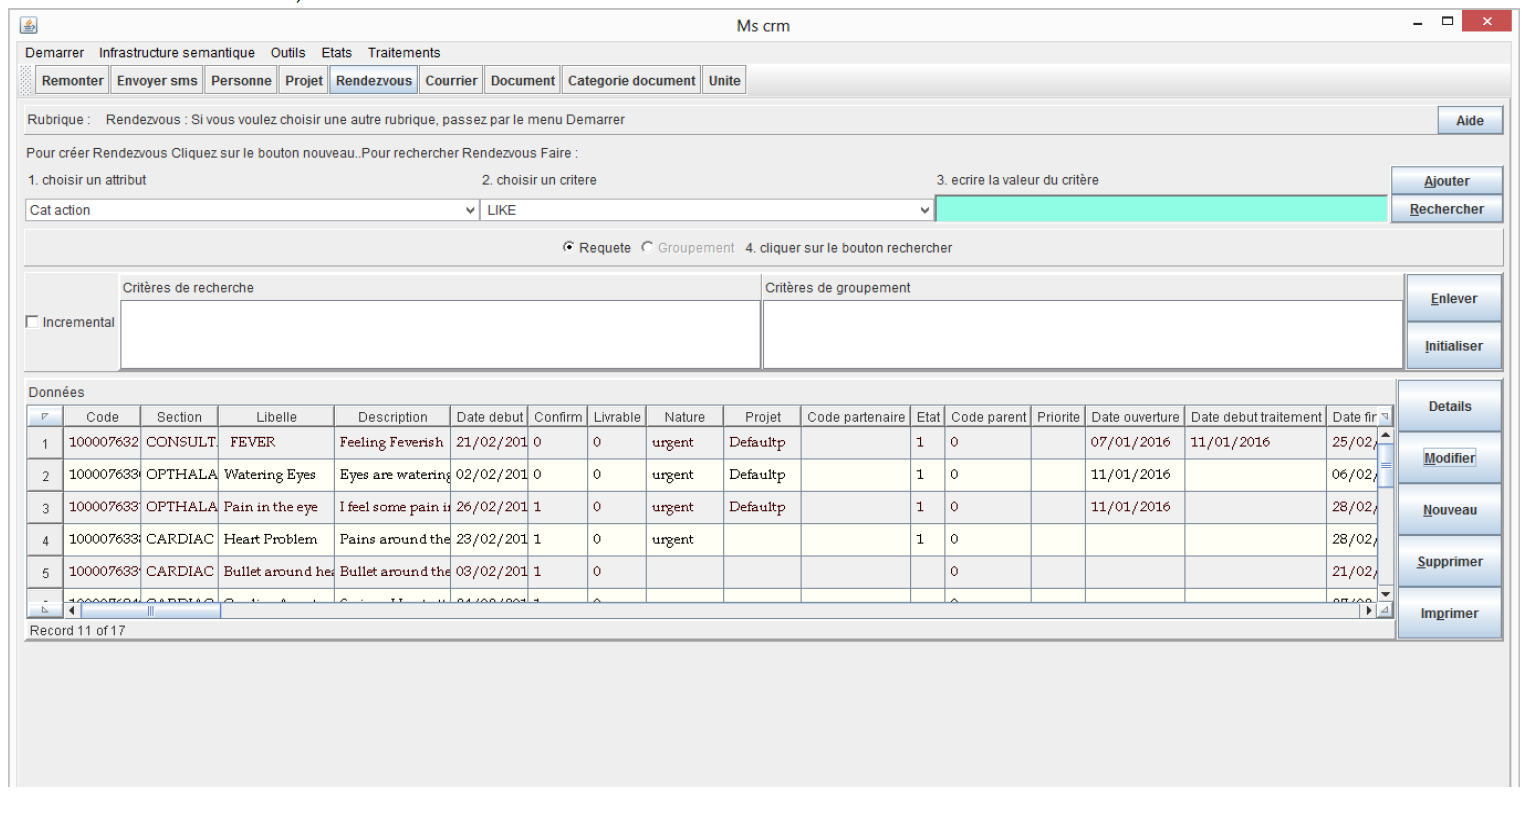 Ms crm
Demarrer Infrastructure semantique Outils Etats Traitements
Remonter Envoyer sms Personne Projet Rendezvous Courrier Document Categorie document Unite
Rubrique : Rendezvous : Si vous voulez choisir une autre rubrique, passez par le menu Demarrer Aide
Pour créer Rendezvous Cliquez sur le bouton nouveau..Pour rechercher Rendezvous Faire :
1. choisir un attribut 2. choisir un critere 3. ecrire la valeur du critère Ajouter
Cat action LIKE Rechercher
Requete Groupement 4. cliquer sur le bouton rechercher
Critères de recherche Critères de groupement
Enlever
Incremental
Initialiser
Données
Details
Code Section Libelle Description Date debut Confirm Livrable Nature Projet Code partenaire Etat Code parent Priorite Date ouverture Date debut traitement Date fir
1 100007632 CONSULT. FEVER Feeling Feverish 21/02/201 0 0 urgent Defaultp 1 0 07/01/2016 11/01/2016 25/02/
Modifier
2 100007633 OPTHALA Watering Eyes Eyes are watering 02/02/201 0 0 urgent Defaultp 1 0 11/01/2016 06/02/
3 100007633 OPTHALA Pain in the eye I feel some pain i 26/02/201 1 0 urgent Defaultp 1 0 11/01/2016 28/02/
Nouveau
4 100007633 CARDIAC Heart Problem Pains around the 23/02/201 1 0 urgent 1 0 28/02/
Supprimer
5 100007633 CARDIAC Bullet around hea Bullet around the 03/02/201 1 0 0 21/02/
Imprimer
Record 11 of 17